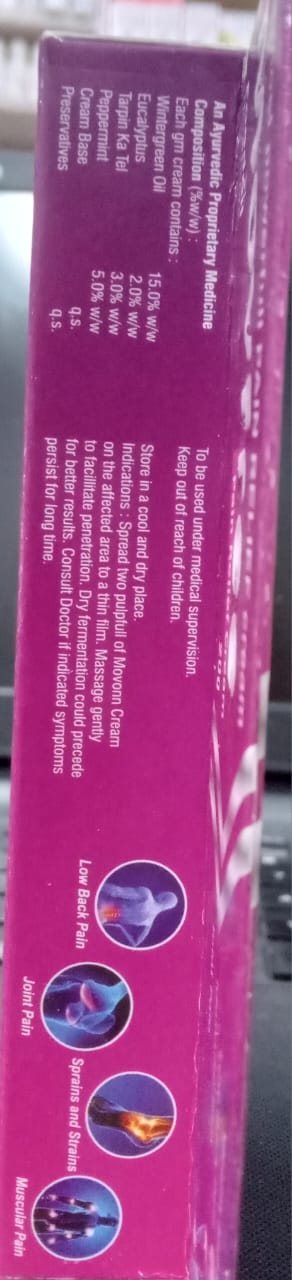 An Ayurvedic Proprietary Medicine
Composition (%w/w) :
Each gm cream contains :
Wintergreen Oil 15.0% w/w
Eucalyptus 2.0% w/w
Tarpin Ka Tel 3.0% w/w
Peppermint 5.0% w/w
Cream Base q.s.
Preservatives q.s.
To be used under medical supervision.
Keep out of reach of children.
Store in a cool and dry place.
Indications : Spread two pulpfull of Movonn Cream
on the affected area to a thin film. Massage gently
to facillitate penetration. Dry fermentation could precede
for better results. Consult Doctor if indicated symptoms
persist for long time.
Low Back Pain
Joint Pain
Sprains and Strains
Muscular Pain
PAIN RELIEF